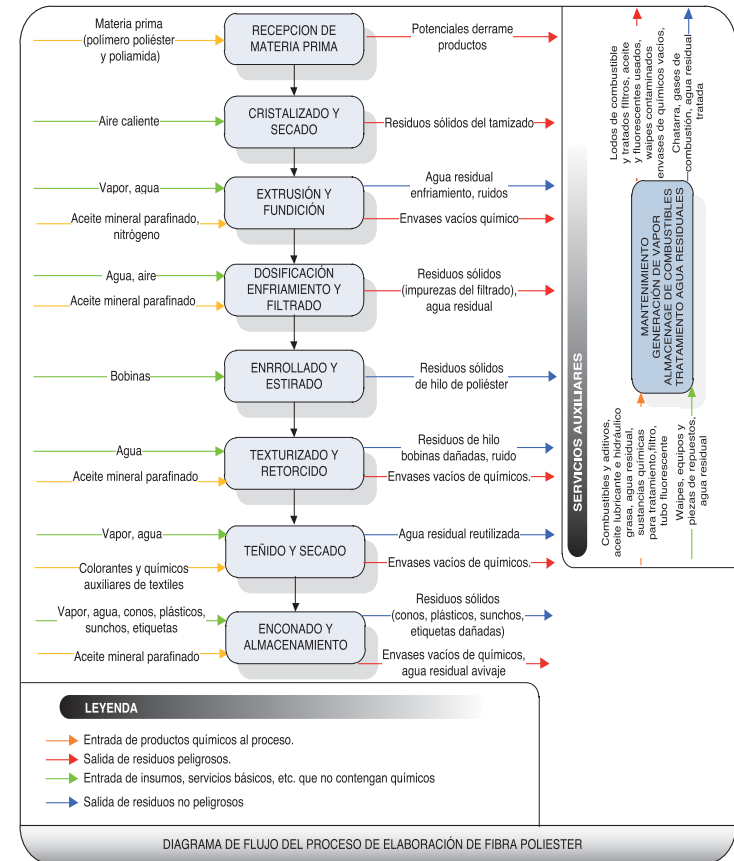 Materia prima
(polímero poliéster
y poliamida)
RECEPCION DE
MATERIA PRIMA
Potenciales derrame
productos
Aire caliente
CRISTALIZADO Y
SECADO
Residuos sólidos del tamizado
Vapor, agua
Aceite mineral parafinado,
nitrógeno
EXTRUSIÓN Y
FUNDICIÓN
Agua residual
enfriamiento, ruidos
Envases vacíos químico
Agua, aire
Aceite mineral parafinado
DOSIFICACIÓN
ENFRIAMIENTO Y
FILTRADO
Residuos sólidos
(impurezas del filtrado),
agua residual
Bobinas
ENRROLLADO Y
ESTIRADO
Residuos sólidos
de hilo de poliéster
Agua
Aceite mineral parafinado
TEXTURIZADO Y
RETORCIDO
Residuos de hilo
bobinas dañadas, ruido
Envases vacíos de químicos.
Vapor, agua
Colorantes y químicos
auxiliares de textiles
TEÑIDO Y SECADO
Agua residual reutilizada
Envases vacíos de químicos.
Vapor, agua, conos, plásticos,
sunchos, etiquetas
Aceite mineral parafinado
ENCONADO Y
ALMACENAMIENTO
Residuos sólidos
(conos, plásticos, sunchos,
etiquetas dañadas)
Envases vacíos de químicos,
agua residual avivaje
SERVICIOS AUXILIARES
Lodos de combustible
y tratados filtros, aceite
y fluorescentes usados,
waipes contaminados
envases de químicos vacíos,
Chatarra, gases de
combustión, agua residual
tratada
MANTENIMIENTO
GENERACIÓN DE VAPOR
ALMACENAGE DE COMBUSTIBLES
TRATAMIENTO AGUA RESIDUALES
Combustibles y aditivos,
aceite lubricante e hidráulico
grasa, agua residual,
sustancias químicas
para tratamiento,filtro,
tubo fluorescente
Waipes, equipos y
piezas de repuestos,
agua residual
LEYENDA
Entrada de productos químicos al proceso.
Salida de residuos peligrosos.
Entrada de insumos, servicios básicos, etc. que no contengan químicos
Salida de residuos no peligrosos
DIAGRAMA DE FLUJO DEL PROCESO DE ELABORACIÓN DE FIBRA POLIESTER